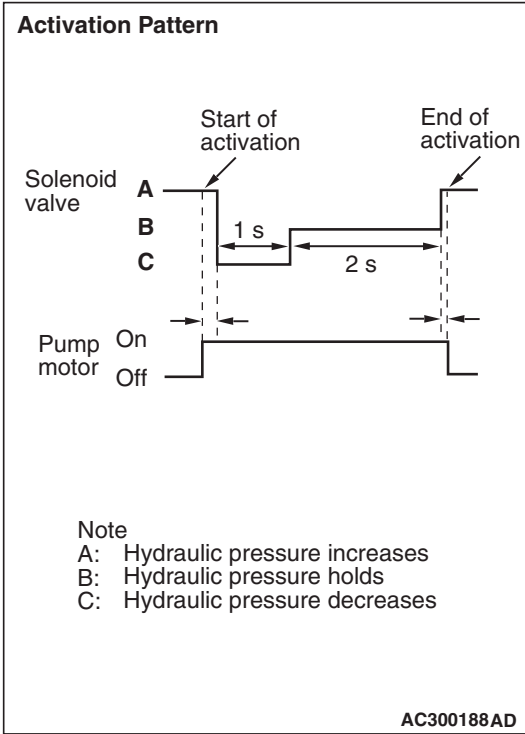 Activation Pattern
Start of
activation
End of
activation
Solenoid
valve
A
B
C
1 s
2 s
Pump
motor
On
Off
Note
A: Hydraulic pressure increases
B: Hydraulic pressure holds
C: Hydraulic pressure decreases
AC300188AD